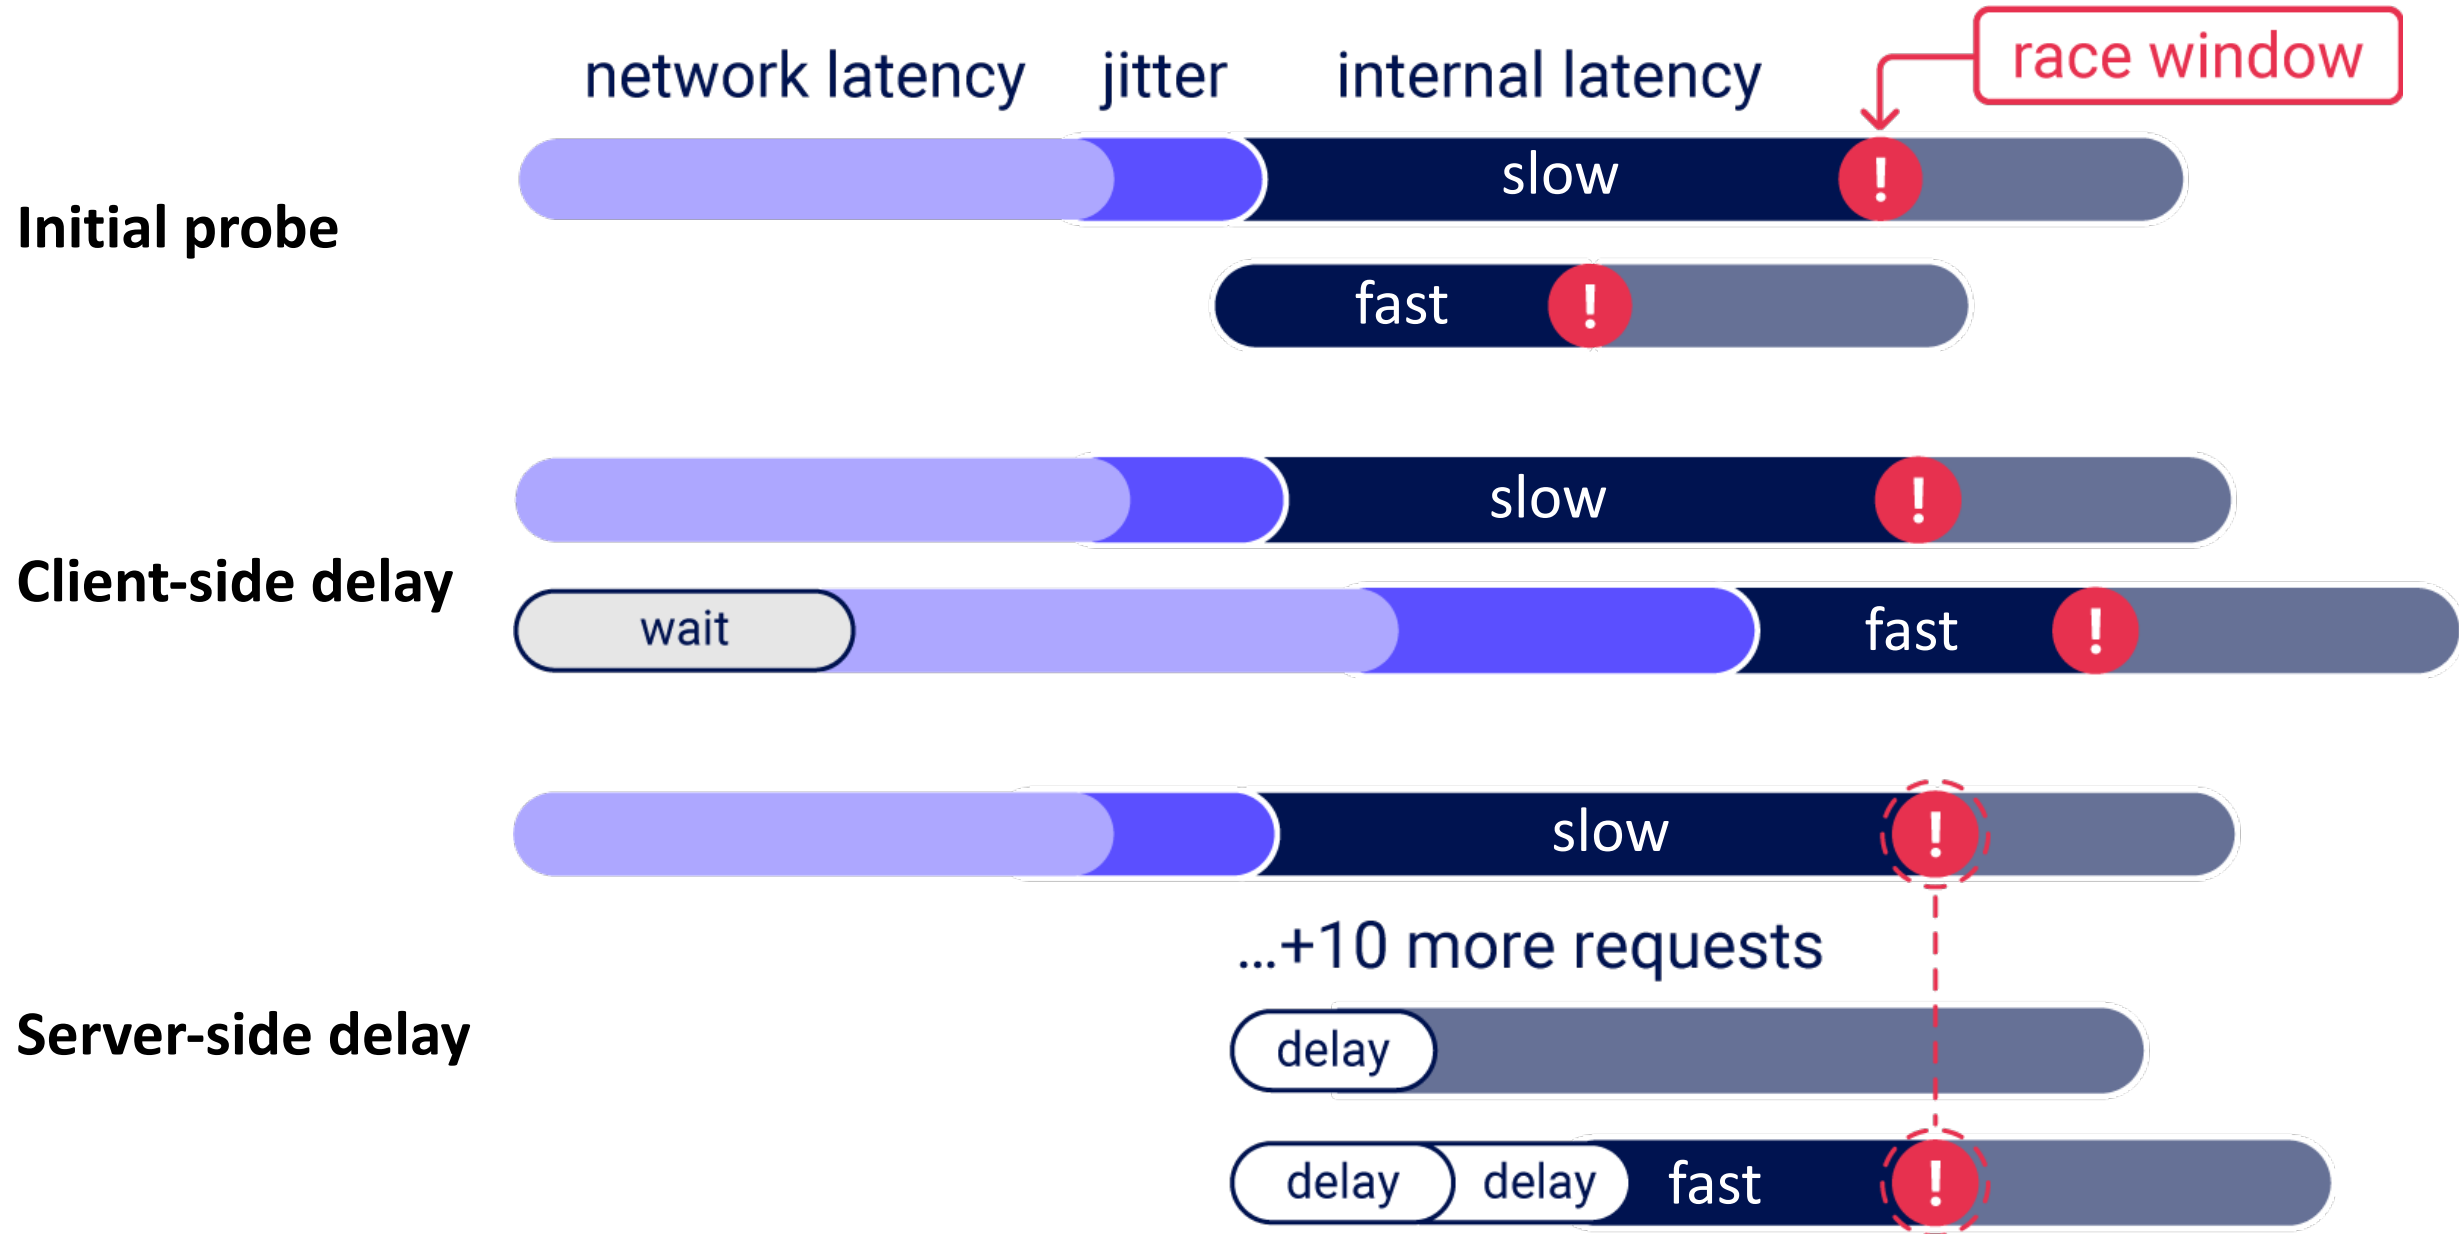 network latency jitter internal latency race window
slow !
Initial probe
fast !
slow !
Client-side delay
wait fast !
slow !
...+10 more requests
Server-side delay
delay
delay delay fast !